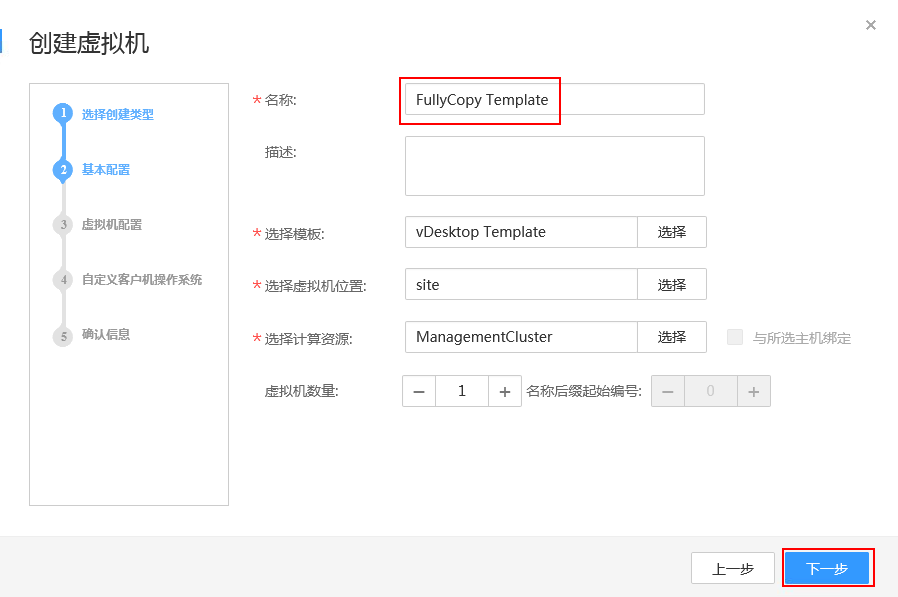 创建虚拟机
×
1 选择创建类型
2 基本配置
3 虚拟机配置
4 自定义客户机操作系统
5 确认信息
* 名称: FullyCopy Template
描述:
* 选择模板: vDesktop Template 选择
* 选择虚拟机位置: site 选择
* 选择计算资源: ManagementCluster 选择 与所选主机绑定
虚拟机数量: − 1 + 名称后缀起始编号: − 0 +
上一步 下一步